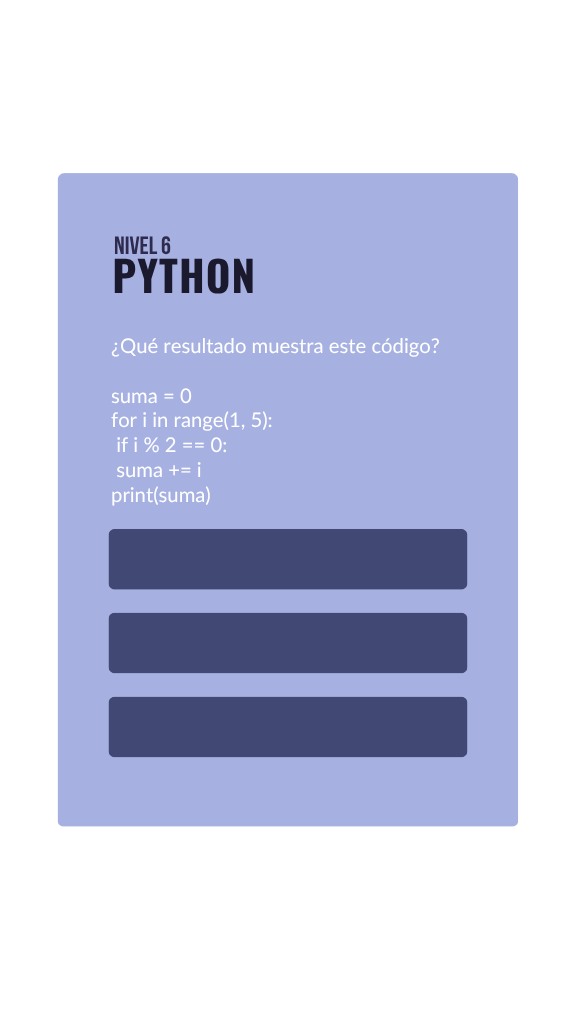 NIVEL 6
PYTHON
¿Qué resultado muestra este código?
suma = 0
for i in range(1, 5):
 if i % 2 == 0:
 suma += i
print(suma)